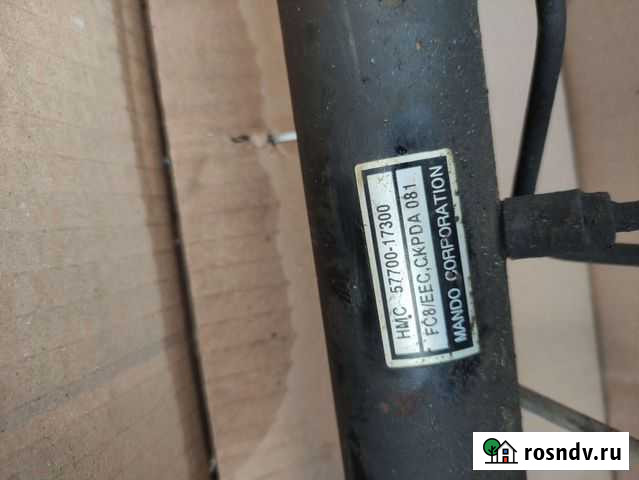 HMC 57700-17300
FC8/EEC,CKPDA 081
MANDO CORPORATION
rosndv.ru